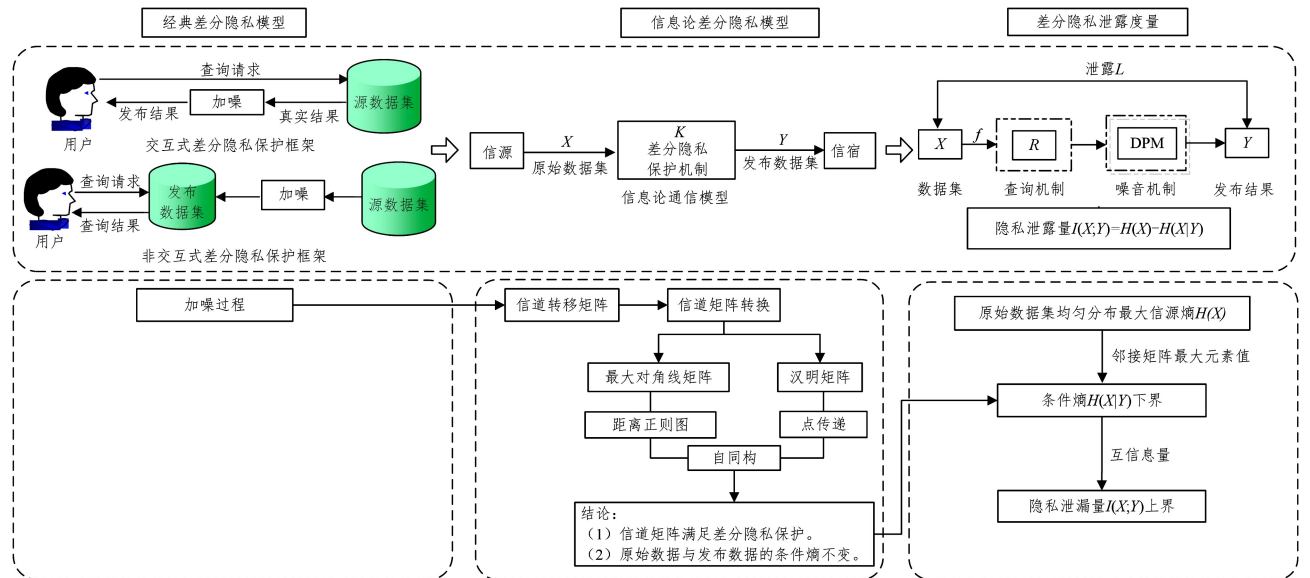 经典差分隐私模型
信息论差分隐私模型
差分隐私泄露度量
查询请求
加噪
源数据集
发布结果
真实结果
用户
交互式差分隐私保护框架
查询请求
发布
数据集
加噪
源数据集
查询结果
用户
非交互式差分隐私保护框架
信源
X
原始数据集
K
差分隐私
保护机制
Y
发布数据集
信宿
信息论通信模型
泄露L
X
f
R
DPM
Y
数据集
查询机制
噪音机制
发布结果
隐私泄露量I(X;Y)=H(X)−H(X|Y)
加噪过程
信道转移矩阵
信道矩阵转换
最大对角线矩阵
汉明矩阵
距离正则图
点传递
自同构
结论：
（1）信道矩阵满足差分隐私保护。
（2）原始数据与发布数据的条件熵不变。
原始数据集均匀分布最大信源熵H(X)
邻接矩阵最大元素值
条件熵H(X|Y)下界
互信息量
隐私泄漏量I(X;Y)上界